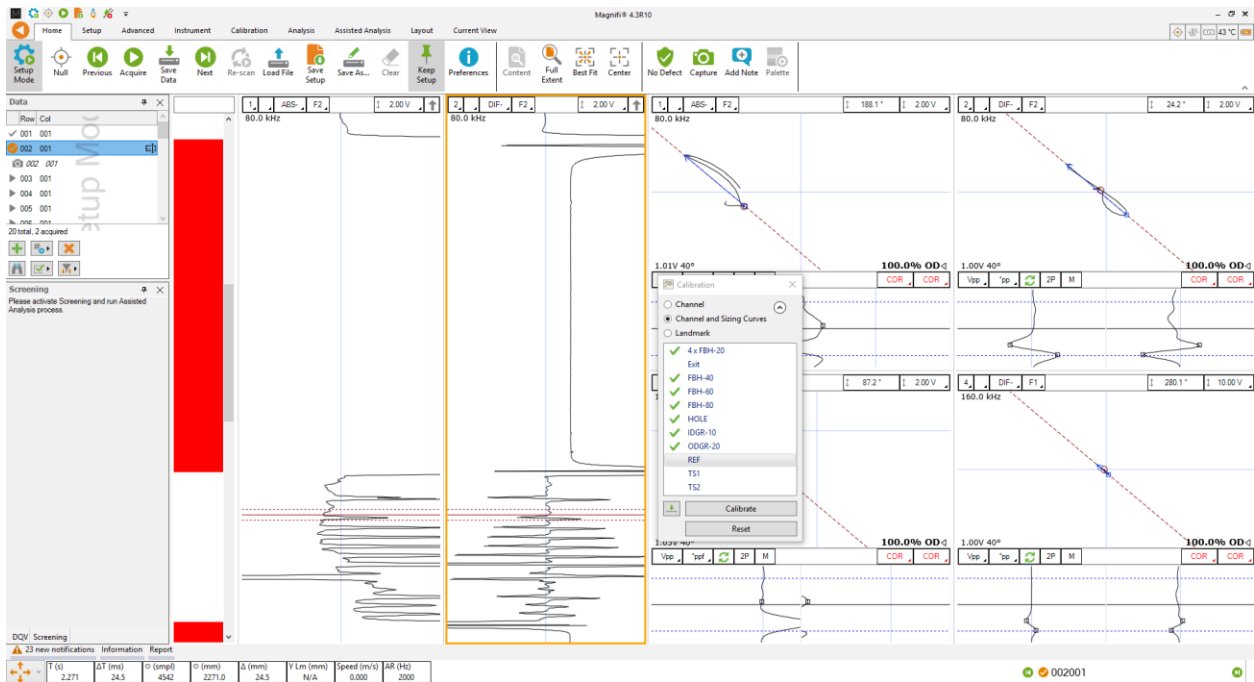 Magnifi® 4.3R10
Home Setup Advanced Instrument Calibration Analysis Assisted Analysis Layout Current View
43 °C
Setup Mode
Null
Previous
Acquire
Save Data
Next
Re-scan
Load File
Save Setup
Save As...
Clear
Keep Setup
Preferences
Content
Full Extent
Best Fit
Center
No Defect
Capture
Add Note
Palette
Data
Row Col
001 001
002 001
002 001
003 001
004 001
005 001
20 total, 2 acquired
Screening
Please activate Screening and run Assisted
Analysis process.
DQV Screening
1 ABS- F2 2.00 V
80.0 kHz
2 DIF- F2 2.00 V
80.0 kHz
1 ABS- F2 188.1° 2.00 V
80.0 kHz
1.01V 40° 100.0% OD
COR COR
2 DIF- F2 24.2° 2.00 V
80.0 kHz
1.00V 40° 100.0% OD
Vpp 'pp 2P M COR COR
Calibration
Channel
Channel and Sizing Curves
Landmark
4 x FBH-20
Exit
FBH-40
FBH-60
FBH-80
HOLE
IDGR-10
ODGR-20
REF
TS1
TS2
Calibrate
Reset
87.2° 2.00 V
1.03V 40° 100.0% OD
Vpp 'ppf 2P M COR COR
4 DIF- F1 280.1° 10.00 V
160.0 kHz
1.00V 40° 100.0% OD
Vpp 'pp 2P M COR COR
23 new notifications Information Report
T (s) ΔT (ms) ⊙ (smpl) ⊙ (mm) Δ (mm) Y Lm (mm) Speed (m/s) AR (Hz)
2.271 24.5 4542 2271.0 24.5 N/A 0.000 2000
002001